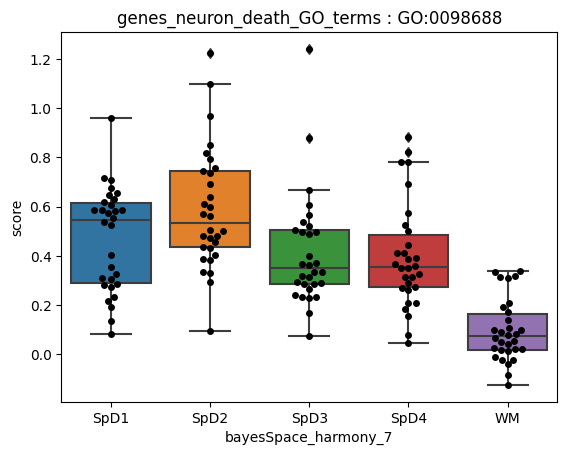 genes_neuron_death_GO_terms : GO:0098688
1.2
1.0
0.8
0.6
0.4
0.2
0.0
score
SpD1 SpD2 SpD3 SpD4 WM
bayesSpace_harmony_7